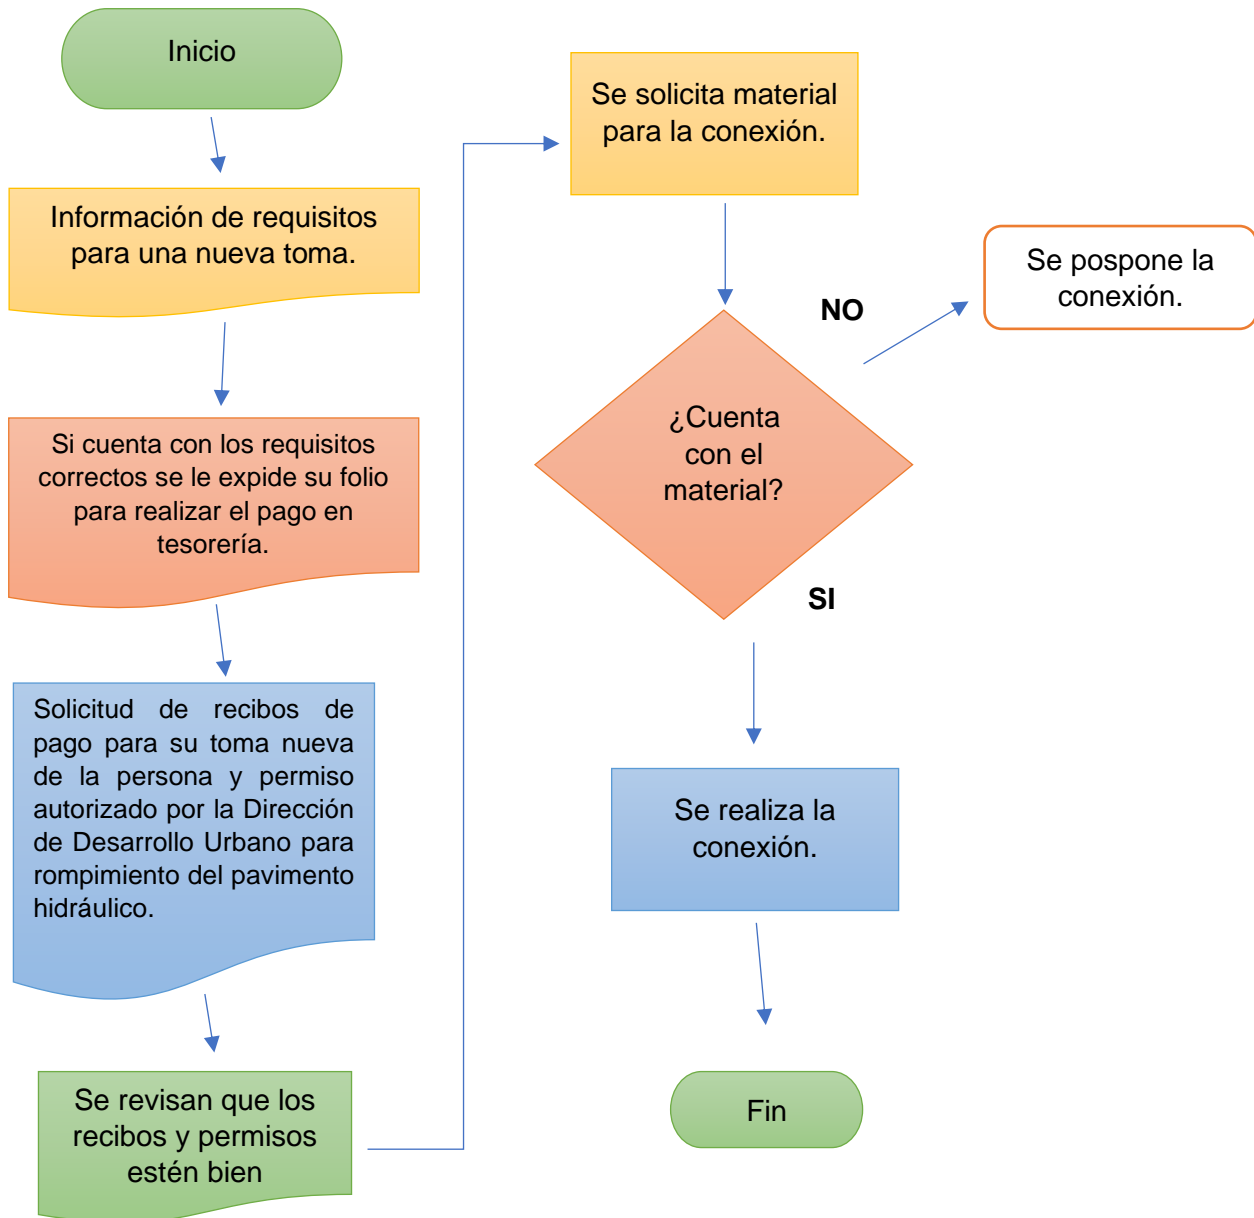 Inicio
Información de requisitos
para una nueva toma.
Si cuenta con los requisitos
correctos se le expide su folio
para realizar el pago en
tesorería.
Solicitud de recibos de
pago para su toma nueva
de la persona y permiso
autorizado por la Dirección
de Desarrollo Urbano para
rompimiento del pavimento
hidráulico.
Se revisan que los
recibos y permisos
estén bien
Se solicita material
para la conexión.
¿Cuenta
con el
material?
NO
Se pospone la
conexión.
SI
Se realiza la
conexión.
Fin